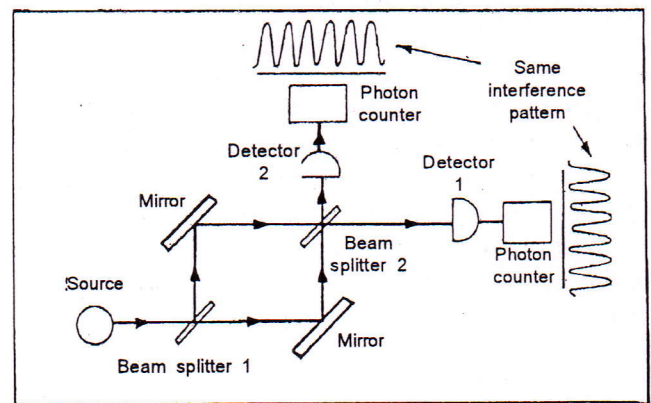 Photon
counter
Same
interference
pattern
Detector
2
Detector
1
Mirror
Beam
splitter 2
Photon
counter
Source
Mirror
Beam splitter 1